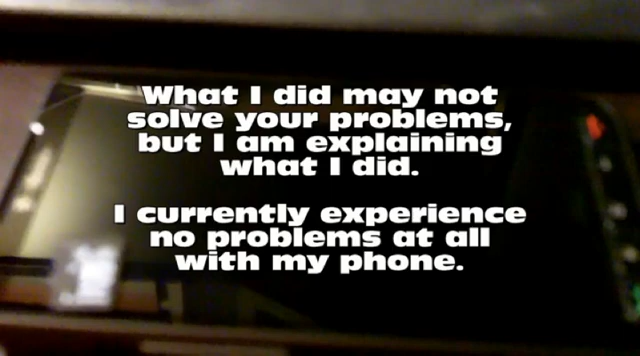 What I did may not
solve your problems,
but I am explaining
what I did.
I currently experience
no problems at all
with my phone.